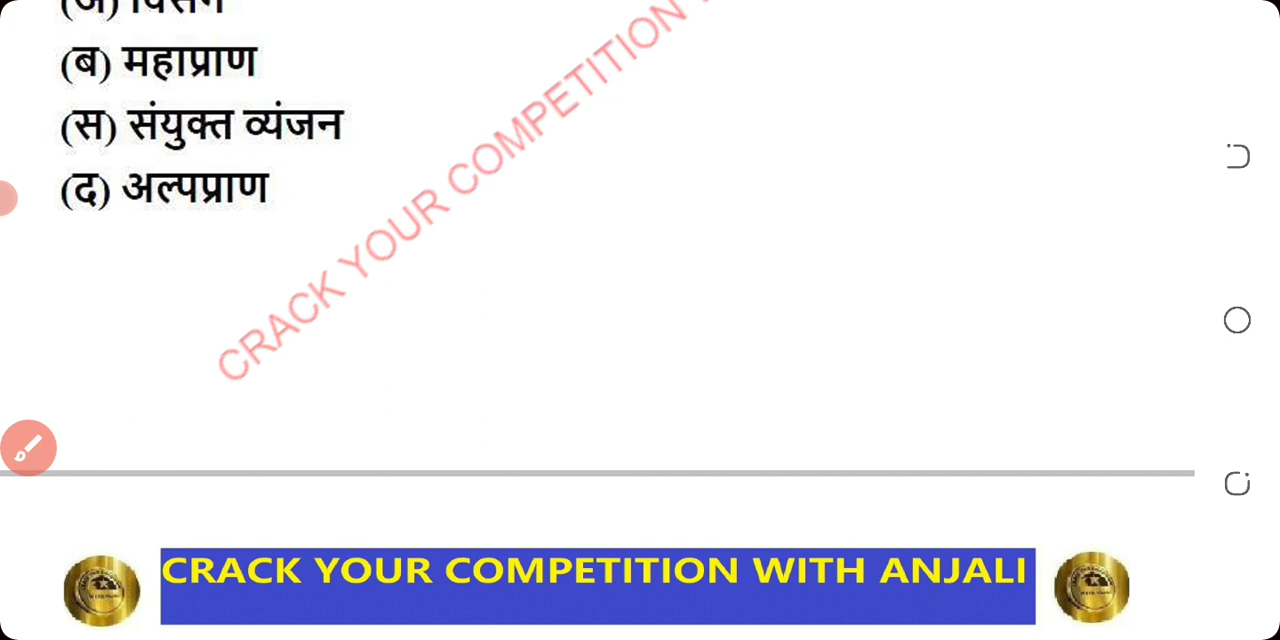 (ब) महाप्राण
(स) संयुक्त व्यंजन
(द) अल्पप्राण
CRACK YOUR COMPETITION
CRACK YOUR COMPETITION WITH ANJALI